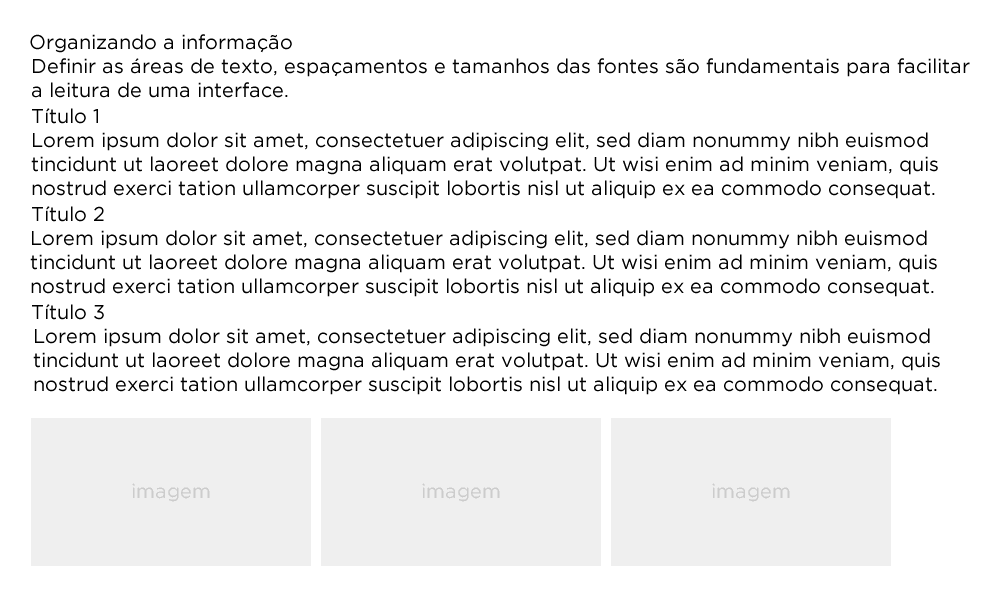 Organizando a informação
Definir as áreas de texto, espaçamentos e tamanhos das fontes são fundamentais para facilitar
a leitura de uma interface.
Título 1
Lorem ipsum dolor sit amet, consectetuer adipiscing elit, sed diam nonummy nibh euismod
tincidunt ut laoreet dolore magna aliquam erat volutpat. Ut wisi enim ad minim veniam, quis
nostrud exerci tation ullamcorper suscipit lobortis nisl ut aliquip ex ea commodo consequat.
Título 2
Lorem ipsum dolor sit amet, consectetuer adipiscing elit, sed diam nonummy nibh euismod
tincidunt ut laoreet dolore magna aliquam erat volutpat. Ut wisi enim ad minim veniam, quis
nostrud exerci tation ullamcorper suscipit lobortis nisl ut aliquip ex ea commodo consequat.
Título 3
Lorem ipsum dolor sit amet, consectetuer adipiscing elit, sed diam nonummy nibh euismod
tincidunt ut laoreet dolore magna aliquam erat volutpat. Ut wisi enim ad minim veniam, quis
nostrud exerci tation ullamcorper suscipit lobortis nisl ut aliquip ex ea commodo consequat.
imagem
imagem
imagem